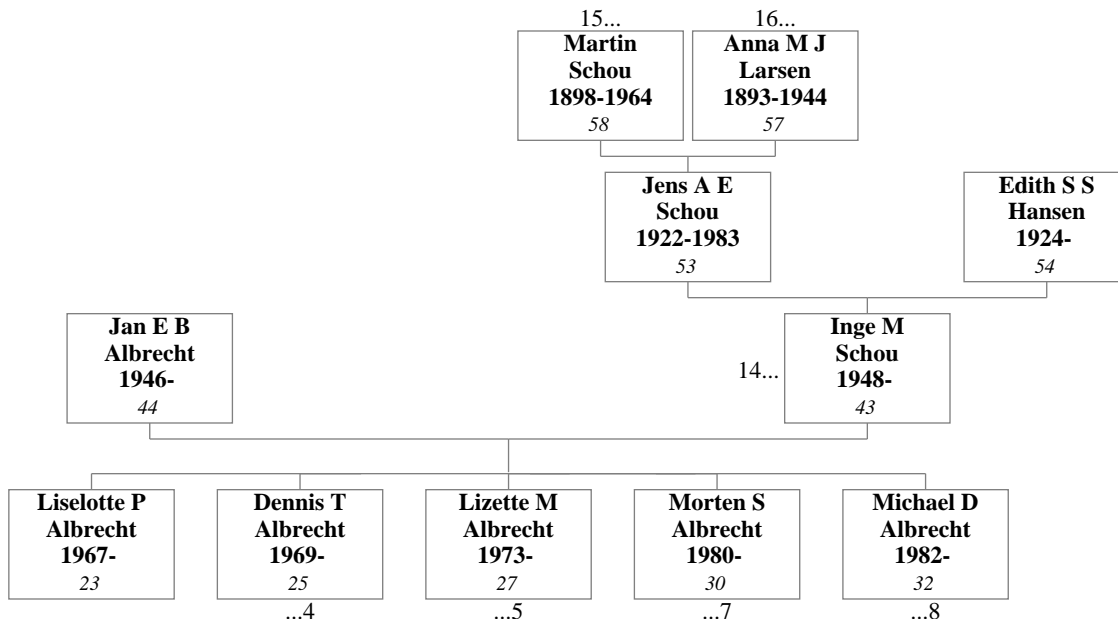 15...
16...
Martin
Schou
1898-1964
58
Anna M J
Larsen
1893-1944
57
Jens A E
Schou
1922-1983
53
Edith S S
Hansen
1924-
54
Jan E B
Albrecht
1946-
44
14...
Inge M
Schou
1948-
43
Liselotte P
Albrecht
1967-
23
Dennis T
Albrecht
1969-
25
...4
Lizette M
Albrecht
1973-
27
...5
Morten S
Albrecht
1980-
30
...7
Michael D
Albrecht
1982-
32
...8